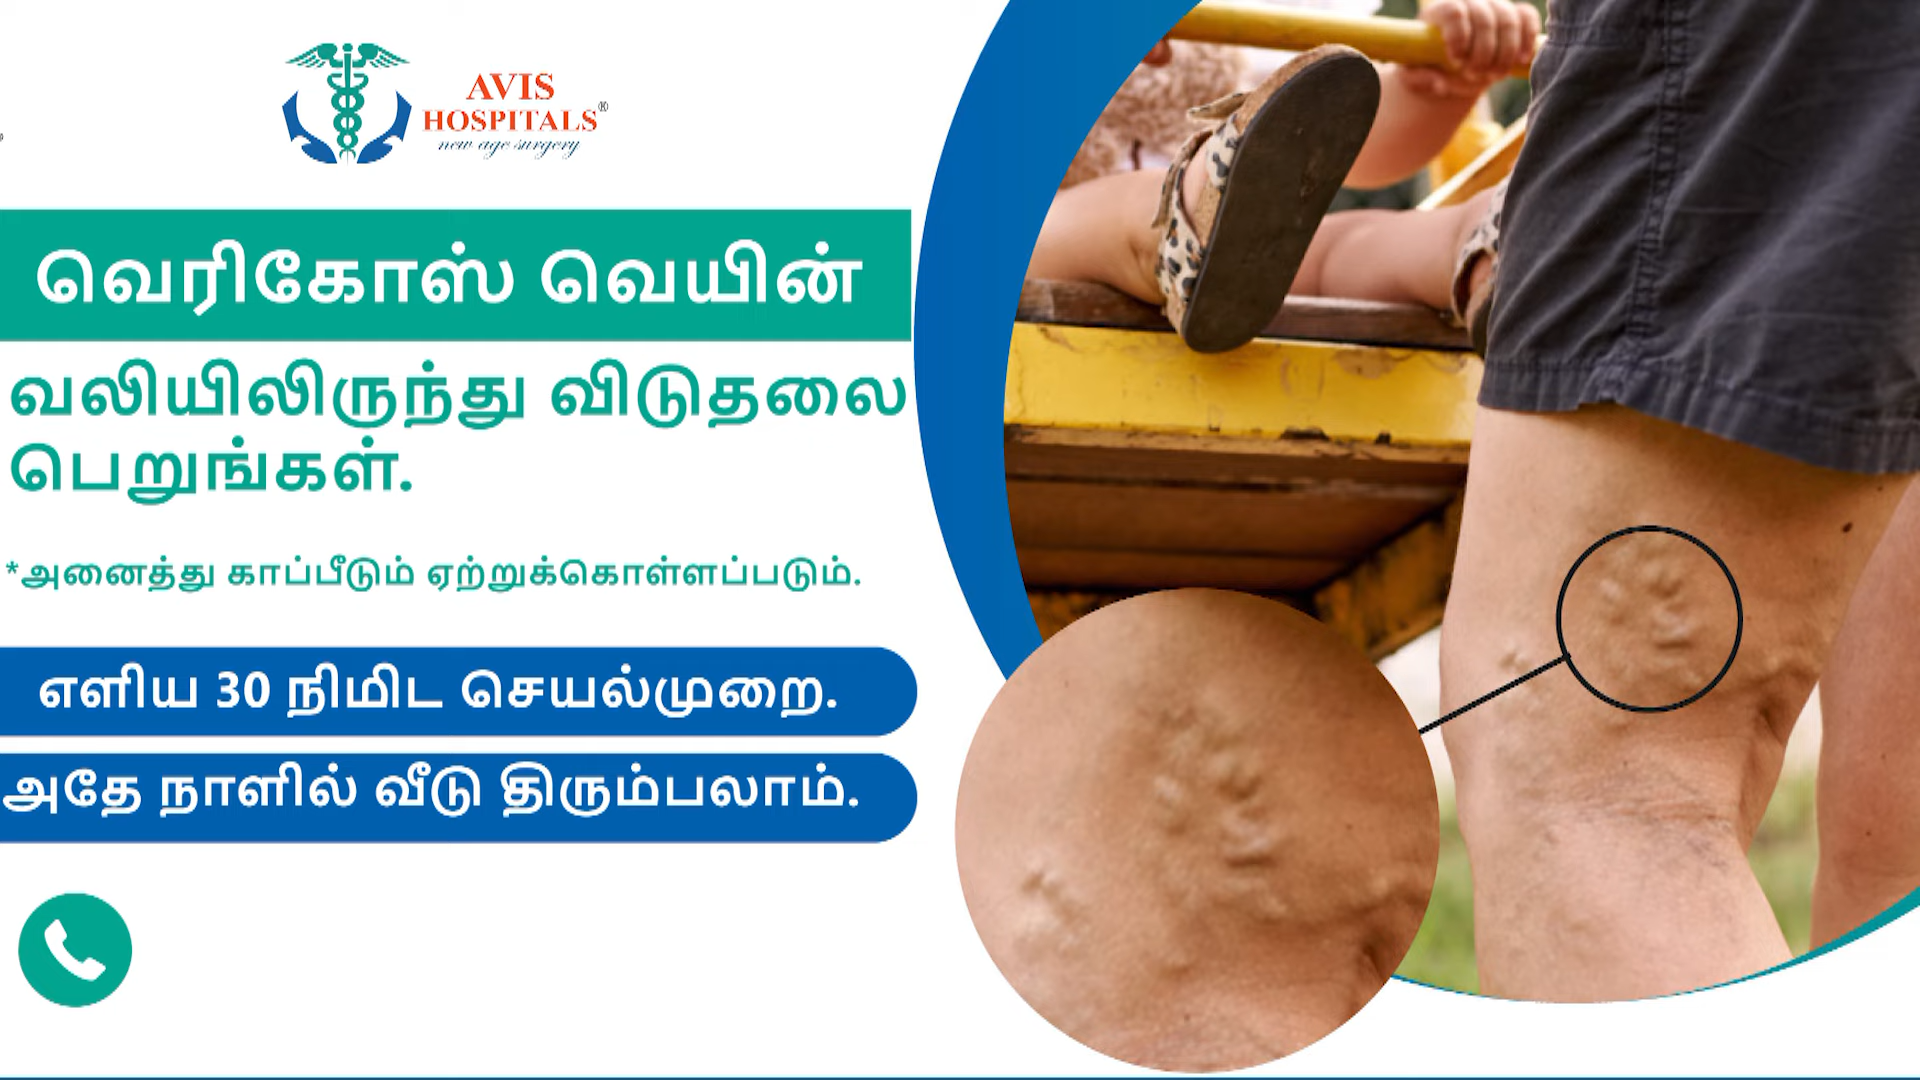 AVIS
HOSPITALS®
new age surgery
வெரிகோஸ் வெயின்
வலியிலிருந்து விடுதலை
பெறுங்கள்.
*அனைத்து காப்பீடும் ஏற்றுக்கொள்ளப்படும்.
எளிய 30 நிமிட செயல்முறை.
அதே நாளில் வீடு திரும்பலாம்.